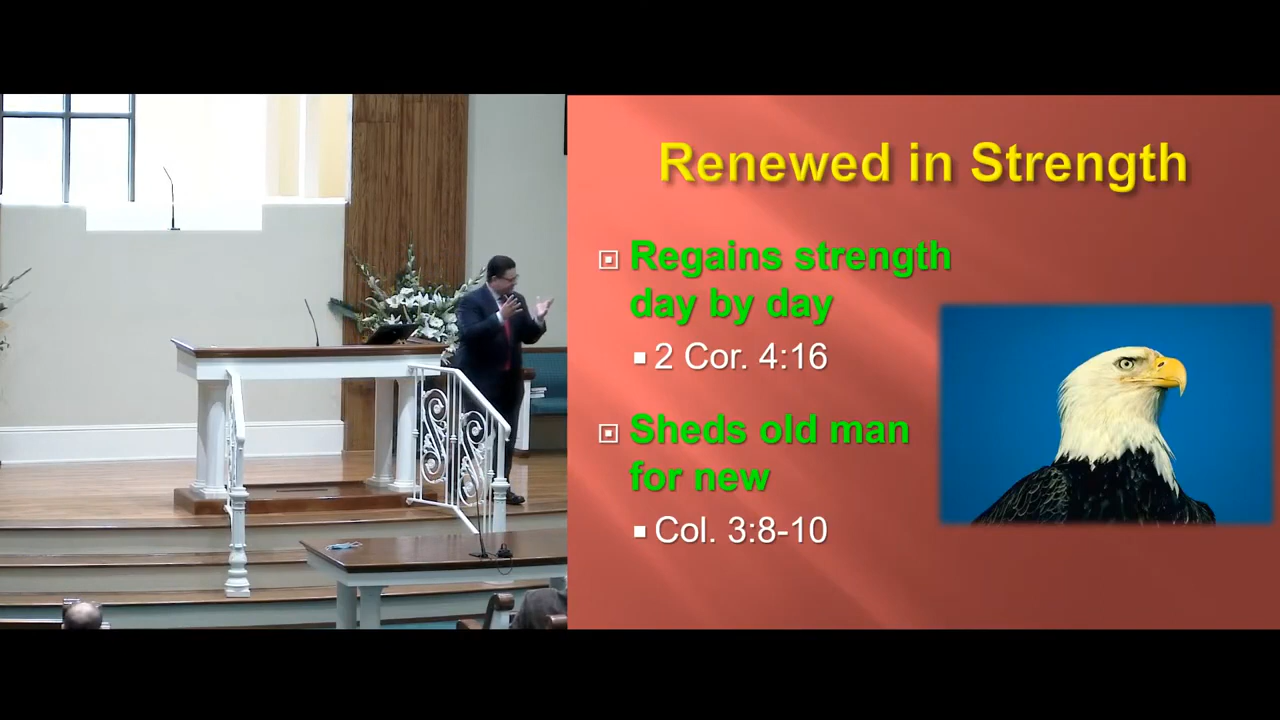 Renewed in Strength
Regains strength
day by day
2 Cor. 4:16
Sheds old man
for new
Col. 3:8-10